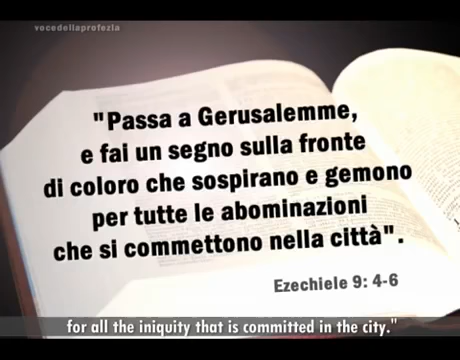 vocedellaprofezia
"Passa a Gerusalemme,
e fai un segno sulla fronte
di coloro che sospirano e gemono
per tutte le abominazioni
che si commettono nella città".
Ezechiele 9: 4-6
for all the iniquity that is committed in the city."